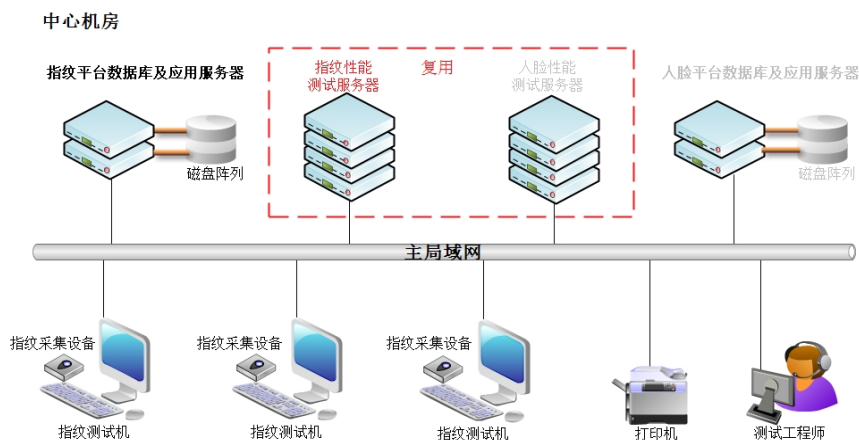 中心机房
指纹平台数据库及应用服务器
指纹性能
测试服务器
复用
人脸性能
测试服务器
人脸平台数据库及应用服务器
磁盘阵列
磁盘阵列
主局域网
指纹采集设备
指纹采集设备
指纹采集设备
指纹测试机
指纹测试机
指纹测试机
打印机
测试工程师